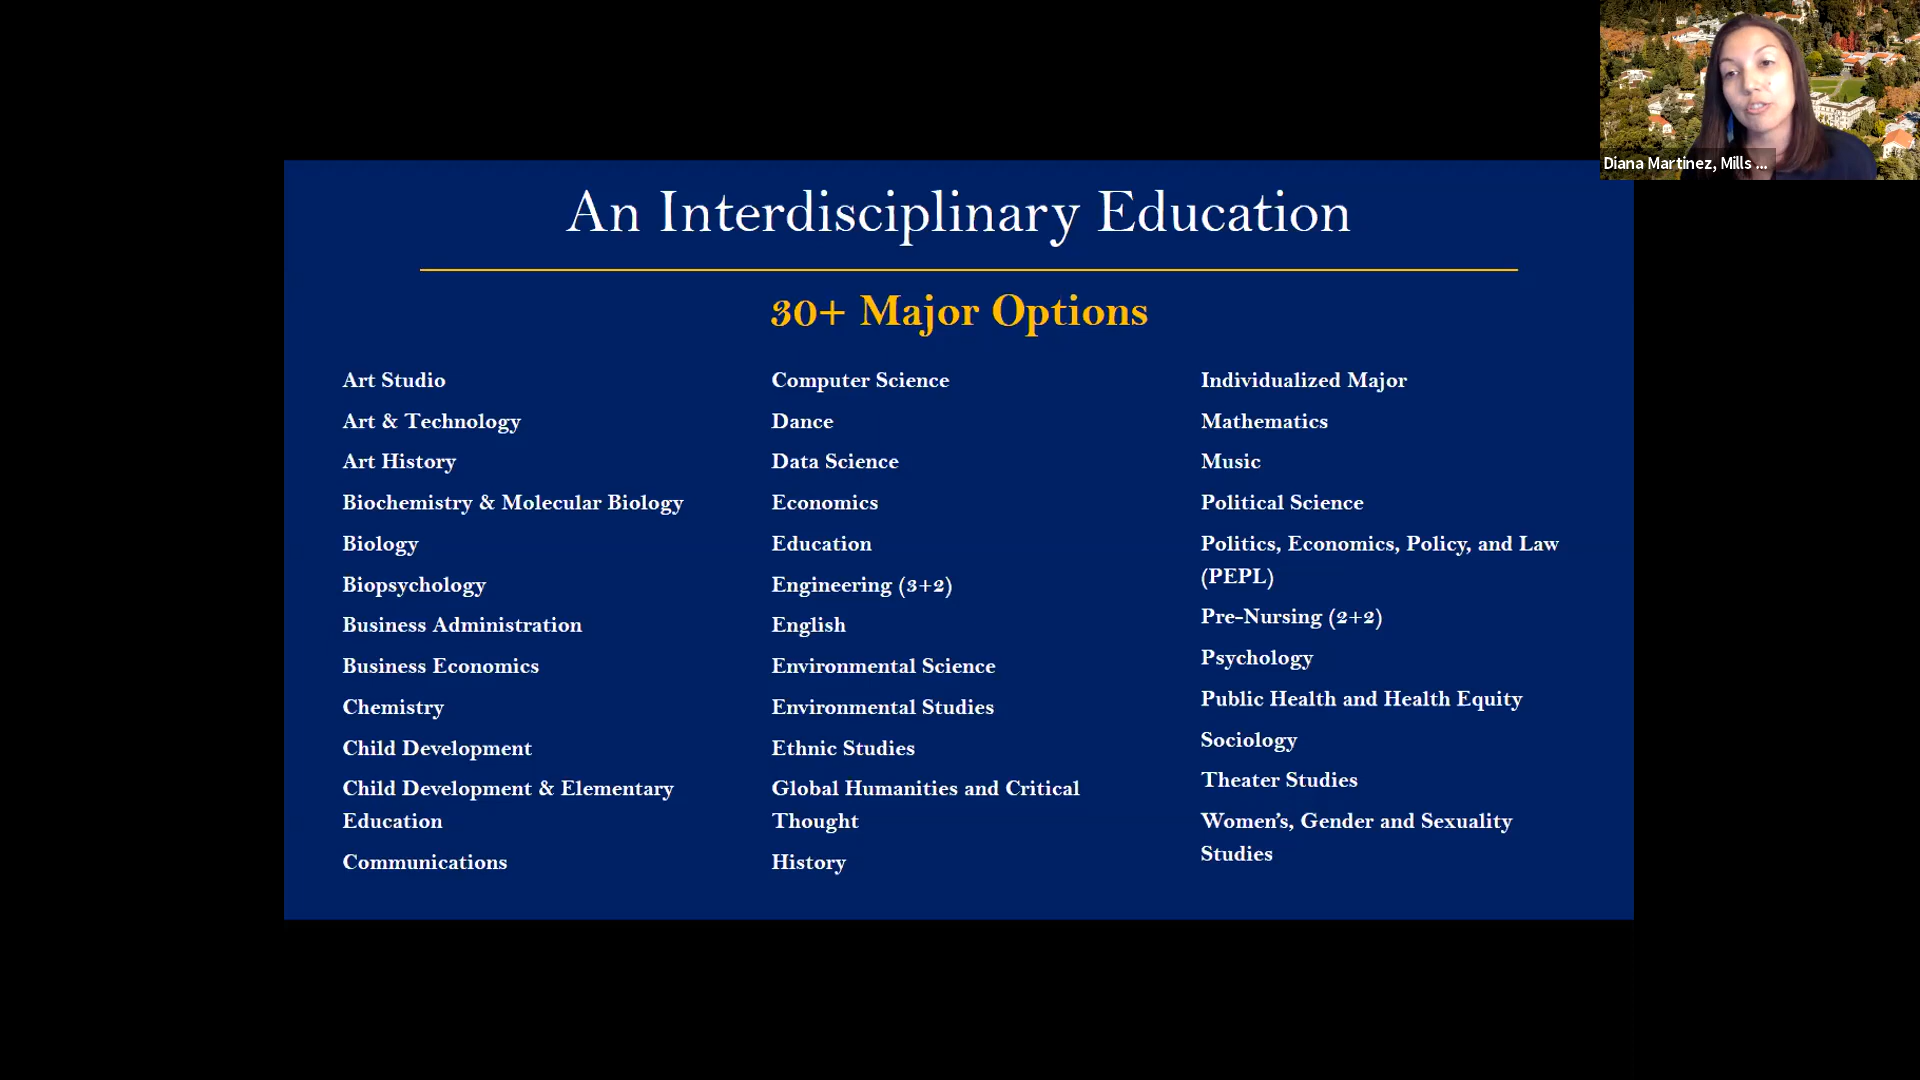 An Interdisciplinary Education
30+ Major Options
Art Studio
Art & Technology
Art History
Biochemistry & Molecular Biology
Biology
Biopsychology
Business Administration
Business Economics
Chemistry
Child Development
Child Development & Elementary
Education
Communications
Computer Science
Dance
Data Science
Economics
Education
Engineering (3+2)
English
Environmental Science
Environmental Studies
Ethnic Studies
Global Humanities and Critical
Thought
History
Individualized Major
Mathematics
Music
Political Science
Politics, Economics, Policy, and Law
(PEPL)
Pre-Nursing (2+2)
Psychology
Public Health and Health Equity
Sociology
Theater Studies
Women’s, Gender and Sexuality
Studies
Diana Martinez, Mills ...